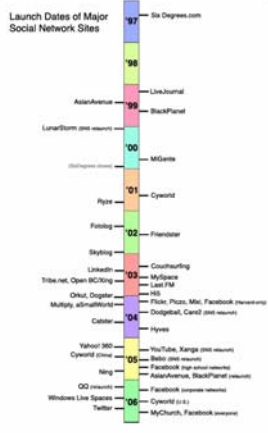 Launch Dates of Major
Social Network Sites
'97
Six Degrees.com
'98
'99
LiveJournal
AsianAvenue
BlackPlanet
LunarStorm (SNS relaunch)
'00
MiGente
(SixDegrees closes)
'01
Cyworld
Ryze
'02
Fotolog
Friendster
Skyblog
'03
Couchsurfing
LinkedIn
MySpace
Tribe.net, Open BC/Xing
Last.FM
Hi5
Orkut, Dogster
Flickr, Piczo, Mixi, Facebook (Harvard-only)
Multiply, aSmallWorld
'04
Dodgeball, Care2 (SNS relaunch)
Catster
Hyves
'05
Yahoo! 360
YouTube, Xanga (SNS relaunch)
Cyworld (China)
Bebo (SNS relaunch)
Facebook (high school networks)
Ning
AsianAvenue, BlackPlanet (relaunch)
'06
QQ (relaunch)
Facebook (corporate networks)
Windows Live Spaces
Cyworld (U.S.)
Twitter
MyChurch, Facebook (everyone)